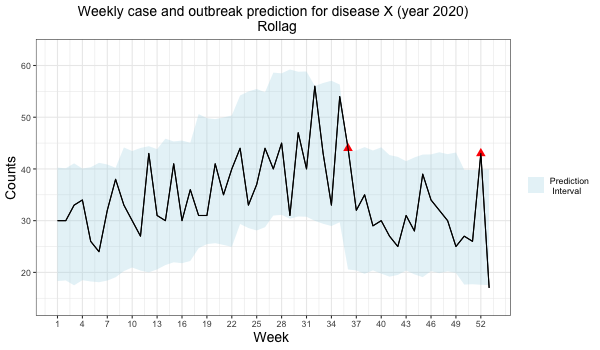 Weekly case and outbreak prediction for disease X (year 2020)
Rollag
Counts
60
50
40
30
20
1 4 7 10 13 16 19 22 25 28 31 34 37 40 43 46 49 52
Week
Prediction
Interval